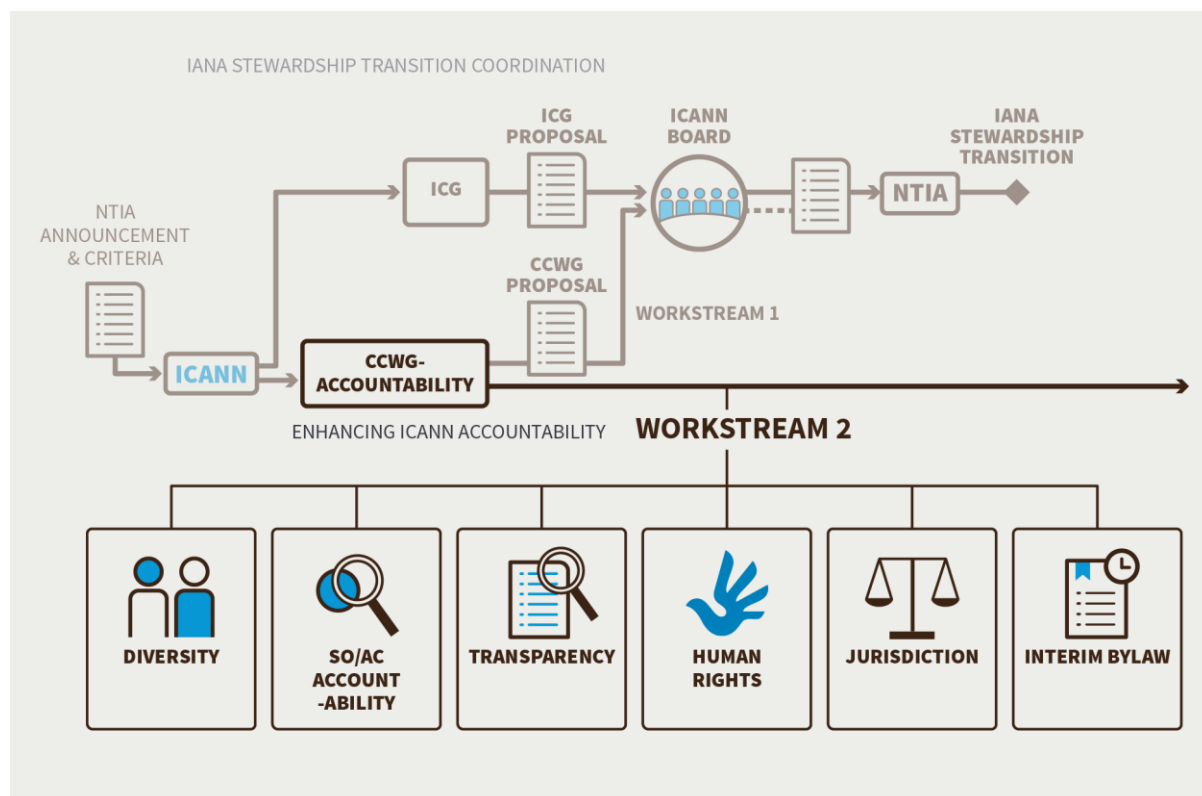 IANA STEWARDSHIP TRANSITION COORDINATION
ICG
PROPOSAL
ICANN
BOARD
IANA
STEWARDSHIP
TRANSITION
ICG
NTIA
NTIA
ANNOUNCEMENT
& CRITERIA
CCWG
PROPOSAL
WORKSTREAM 1
ICANN
CCWG-
ACCOUNTABILITY
ENHANCING ICANN ACCOUNTABILITY
WORKSTREAM 2
DIVERSITY
SO/AC
ACCOUNT
-ABILITY
TRANSPARENCY
HUMAN
RIGHTS
JURISDICTION
INTERIM BYLAW